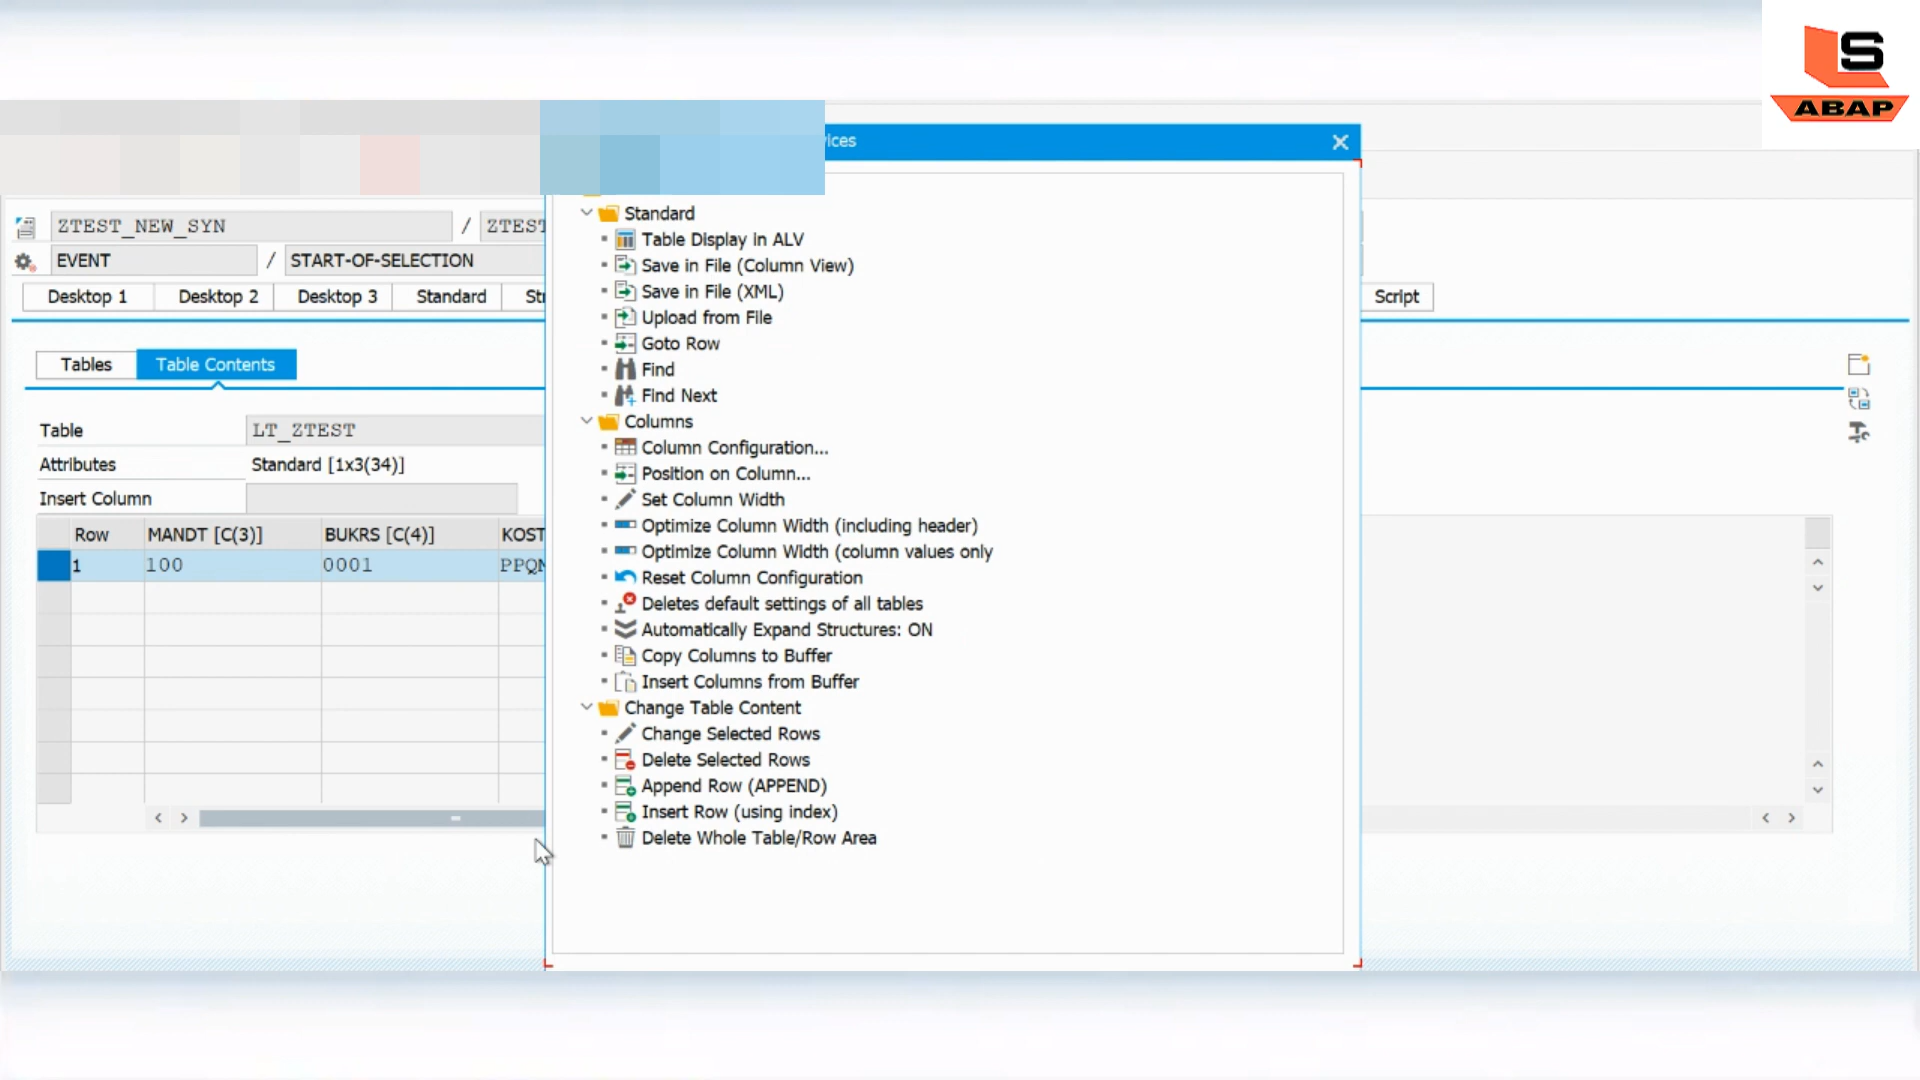 LS
ABAP
ices
ZTEST_NEW_SYN / ZTEST
EVENT / START-OF-SELECTION
Desktop 1 Desktop 2 Desktop 3 Standard St Script
Tables Table Contents
Table LT_ZTEST
Attributes Standard [1x3(34)]
Insert Column
Row MANDT [C(3)] BUKRS [C(4)] KOST
1 100 0001 PPQM
Standard
Table Display in ALV
Save in File (Column View)
Save in File (XML)
Upload from File
Goto Row
Find
Find Next
Columns
Column Configuration...
Position on Column...
Set Column Width
Optimize Column Width (including header)
Optimize Column Width (column values only
Reset Column Configuration
Deletes default settings of all tables
Automatically Expand Structures: ON
Copy Columns to Buffer
Insert Columns from Buffer
Change Table Content
Change Selected Rows
Delete Selected Rows
Append Row (APPEND)
Insert Row (using index)
Delete Whole Table/Row Area